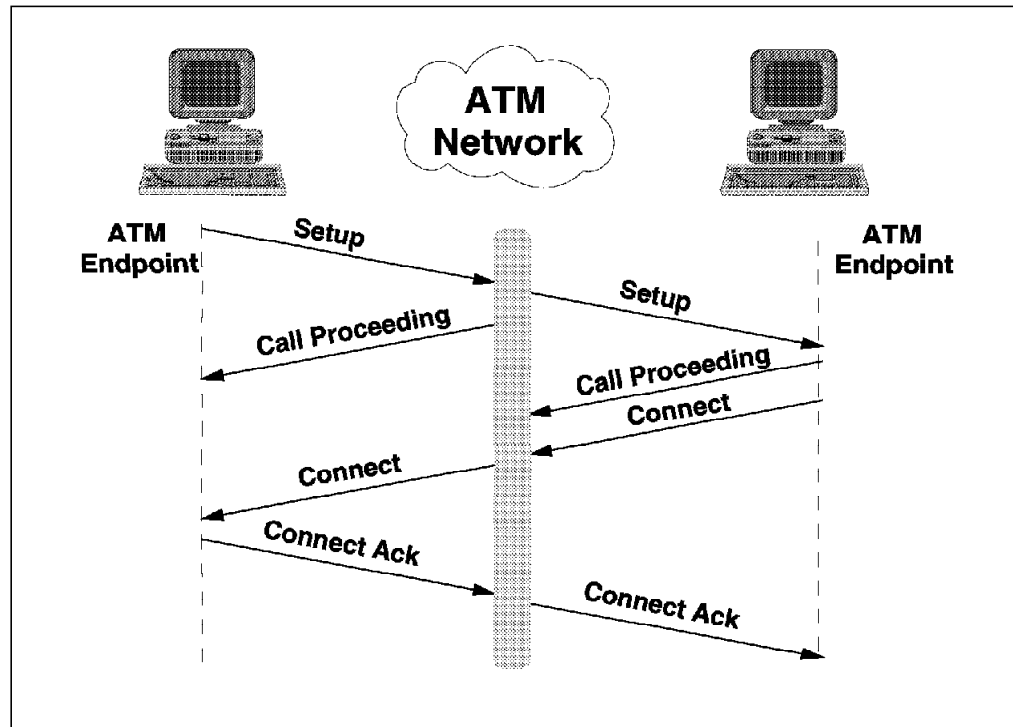 ATM
Network
ATM
Endpoint
ATM
Endpoint
Setup
Setup
Call Proceeding
Call Proceeding
Connect
Connect
Connect Ack
Connect Ack